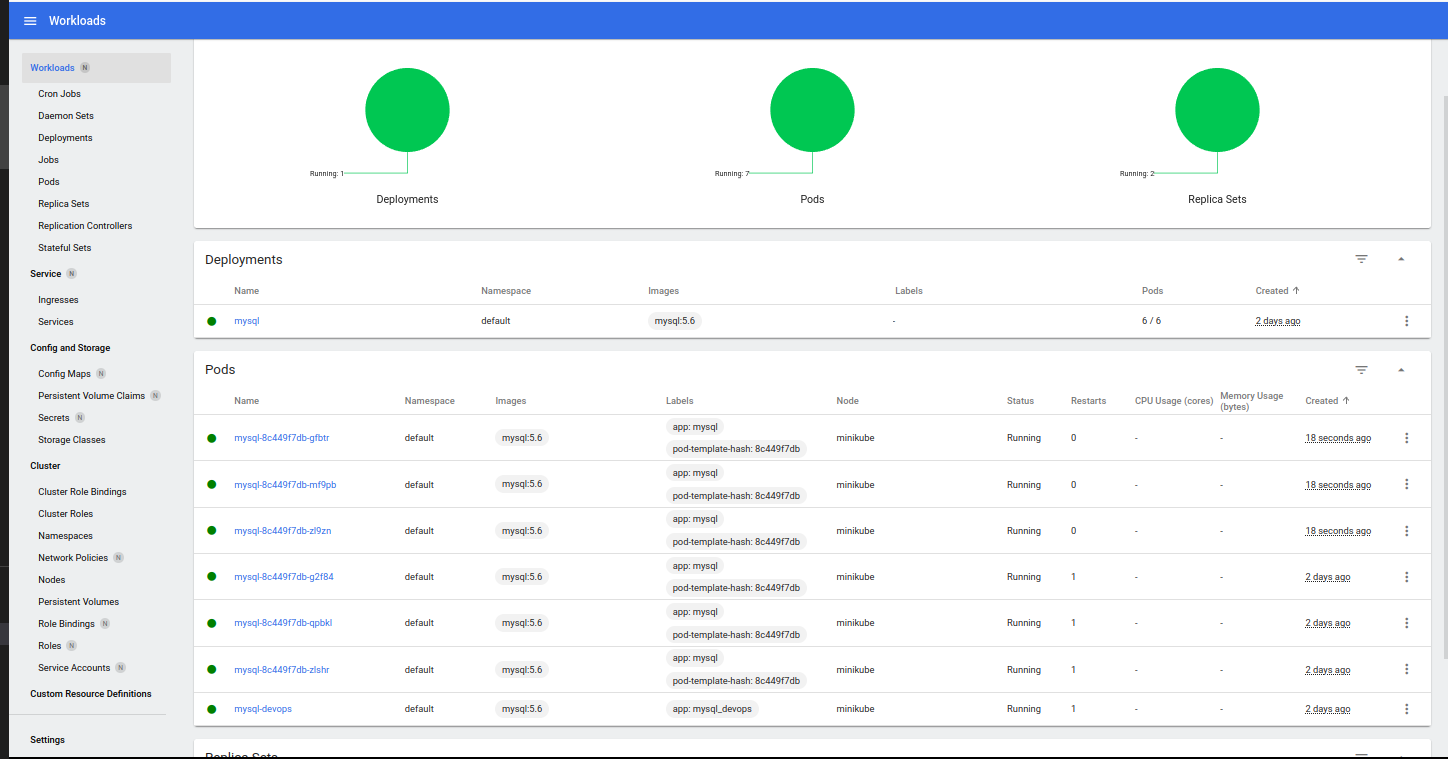 Workloads
Workloads N
Cron Jobs
Daemon Sets
Deployments
Jobs
Pods
Replica Sets
Replication Controllers
Stateful Sets
Service N
Ingresses
Services
Config and Storage
Config Maps N
Persistent Volume Claims N
Secrets N
Storage Classes
Cluster
Cluster Role Bindings
Cluster Roles
Namespaces
Network Policies N
Nodes
Persistent Volumes
Role Bindings N
Roles N
Service Accounts N
Custom Resource Definitions
Settings
Running: 1
Running: 7
Running: 2
Deployments
Pods
Replica Sets
Deployments
Name Namespace Images Labels Pods Created
mysql default mysql:5.6 - 6 / 6 2 days ago
Pods
Name Namespace Images Labels Node Status Restarts CPU Usage (cores) Memory Usage (bytes) Created
mysql-8c449f7db-gfbtr default mysql:5.6 app: mysql pod-template-hash: 8c449f7db minikube Running 0 - - 18 seconds ago
mysql-8c449f7db-mf9pb default mysql:5.6 app: mysql pod-template-hash: 8c449f7db minikube Running 0 - - 18 seconds ago
mysql-8c449f7db-zl9zn default mysql:5.6 app: mysql pod-template-hash: 8c449f7db minikube Running 0 - - 18 seconds ago
mysql-8c449f7db-g2f84 default mysql:5.6 app: mysql pod-template-hash: 8c449f7db minikube Running 1 - - 2 days ago
mysql-8c449f7db-qpbkl default mysql:5.6 app: mysql pod-template-hash: 8c449f7db minikube Running 1 - - 2 days ago
mysql-8c449f7db-zlshr default mysql:5.6 app: mysql pod-template-hash: 8c449f7db minikube Running 1 - - 2 days ago
mysql-devops default mysql:5.6 app: mysql_devops minikube Running 1 - - 2 days ago
Replica Sets